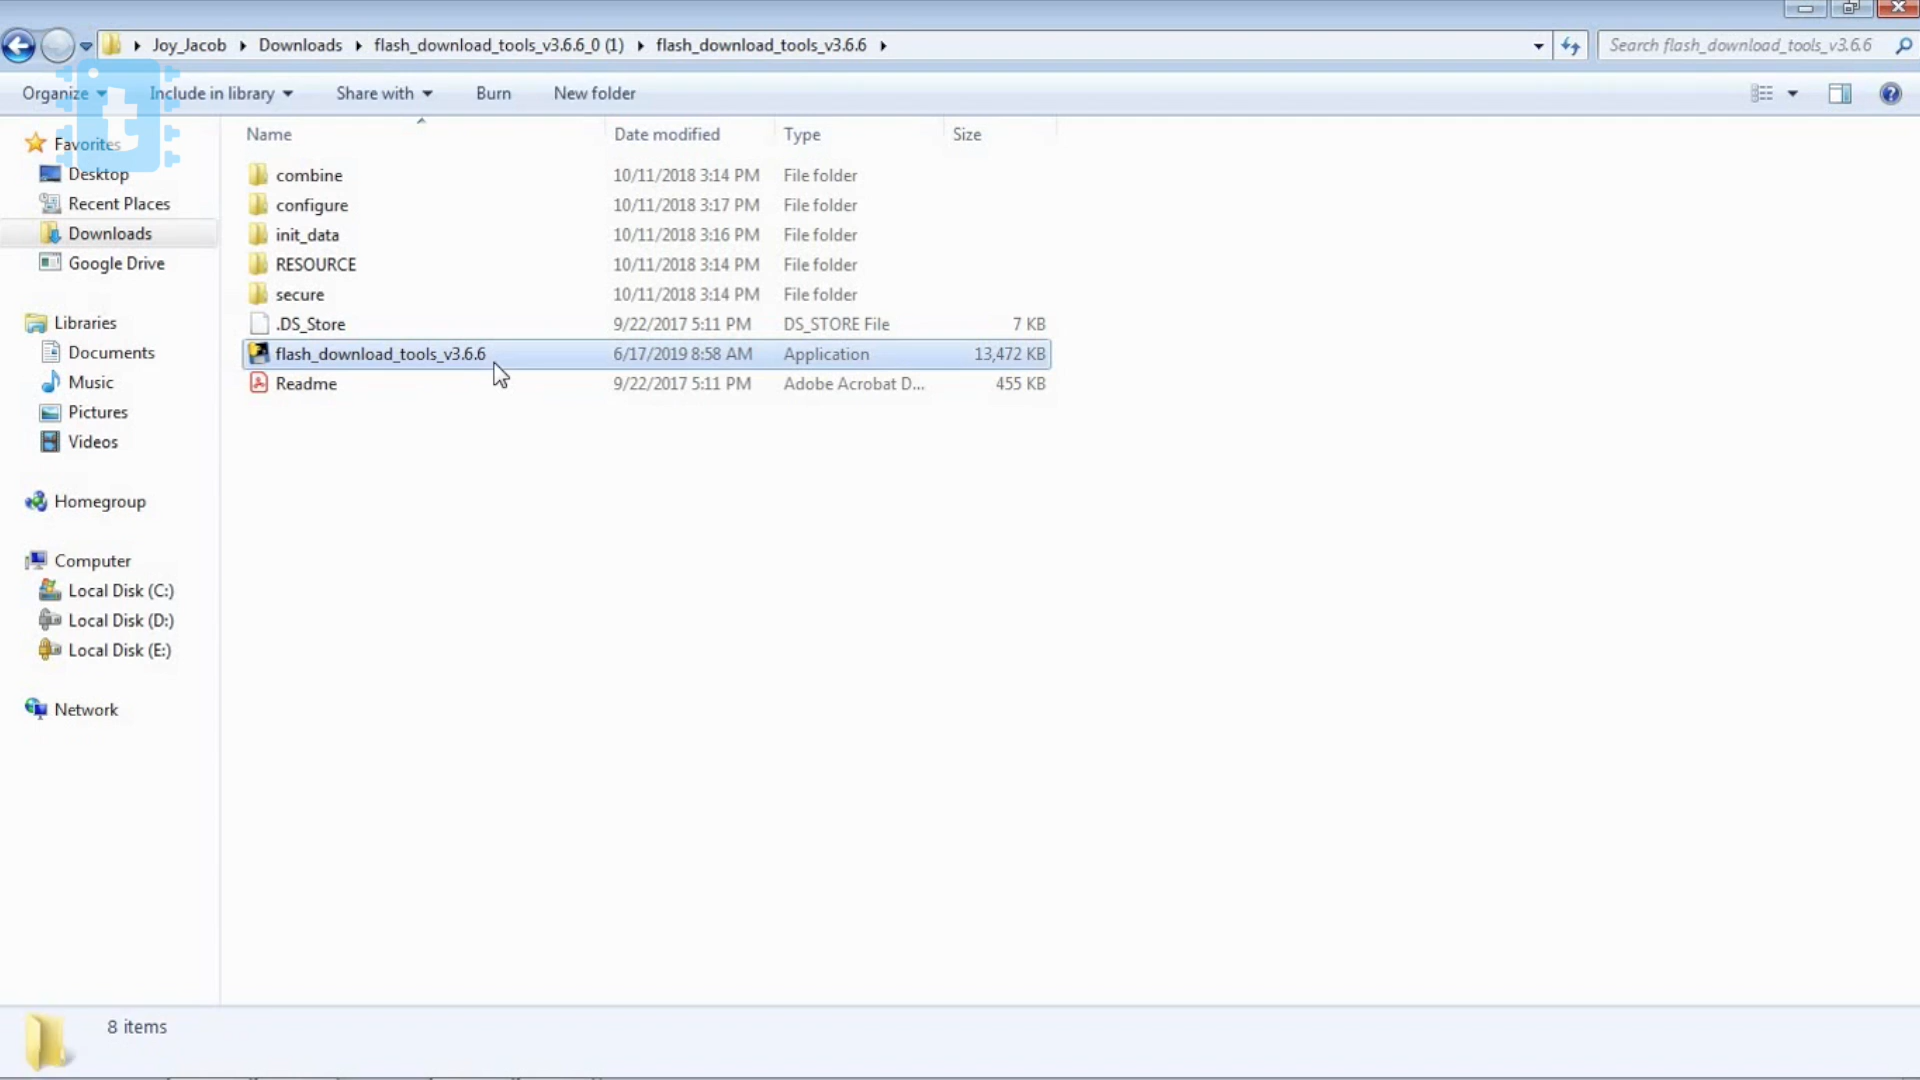 Joy_Jacob Downloads flash_download_tools_v3.6.6_0 (1) flash_download_tools_v3.6.6 Search flash_download_tools_v3.6.6
Organize Include in library Share with Burn New folder
Name Date modified Type Size
Favorites
Desktop
Recent Places
Downloads
Google Drive
Libraries
Documents
Music
Pictures
Videos
Homegroup
Computer
Local Disk (C:)
Local Disk (D:)
Local Disk (E:)
Network
combine 10/11/2018 3:14 PM File folder
configure 10/11/2018 3:17 PM File folder
init_data 10/11/2018 3:16 PM File folder
RESOURCE 10/11/2018 3:14 PM File folder
secure 10/11/2018 3:14 PM File folder
.DS_Store 9/22/2017 5:11 PM DS_STORE File 7 KB
flash_download_tools_v3.6.6 6/17/2019 8:58 AM Application 13,472 KB
Readme 9/22/2017 5:11 PM Adobe Acrobat D... 455 KB
8 items